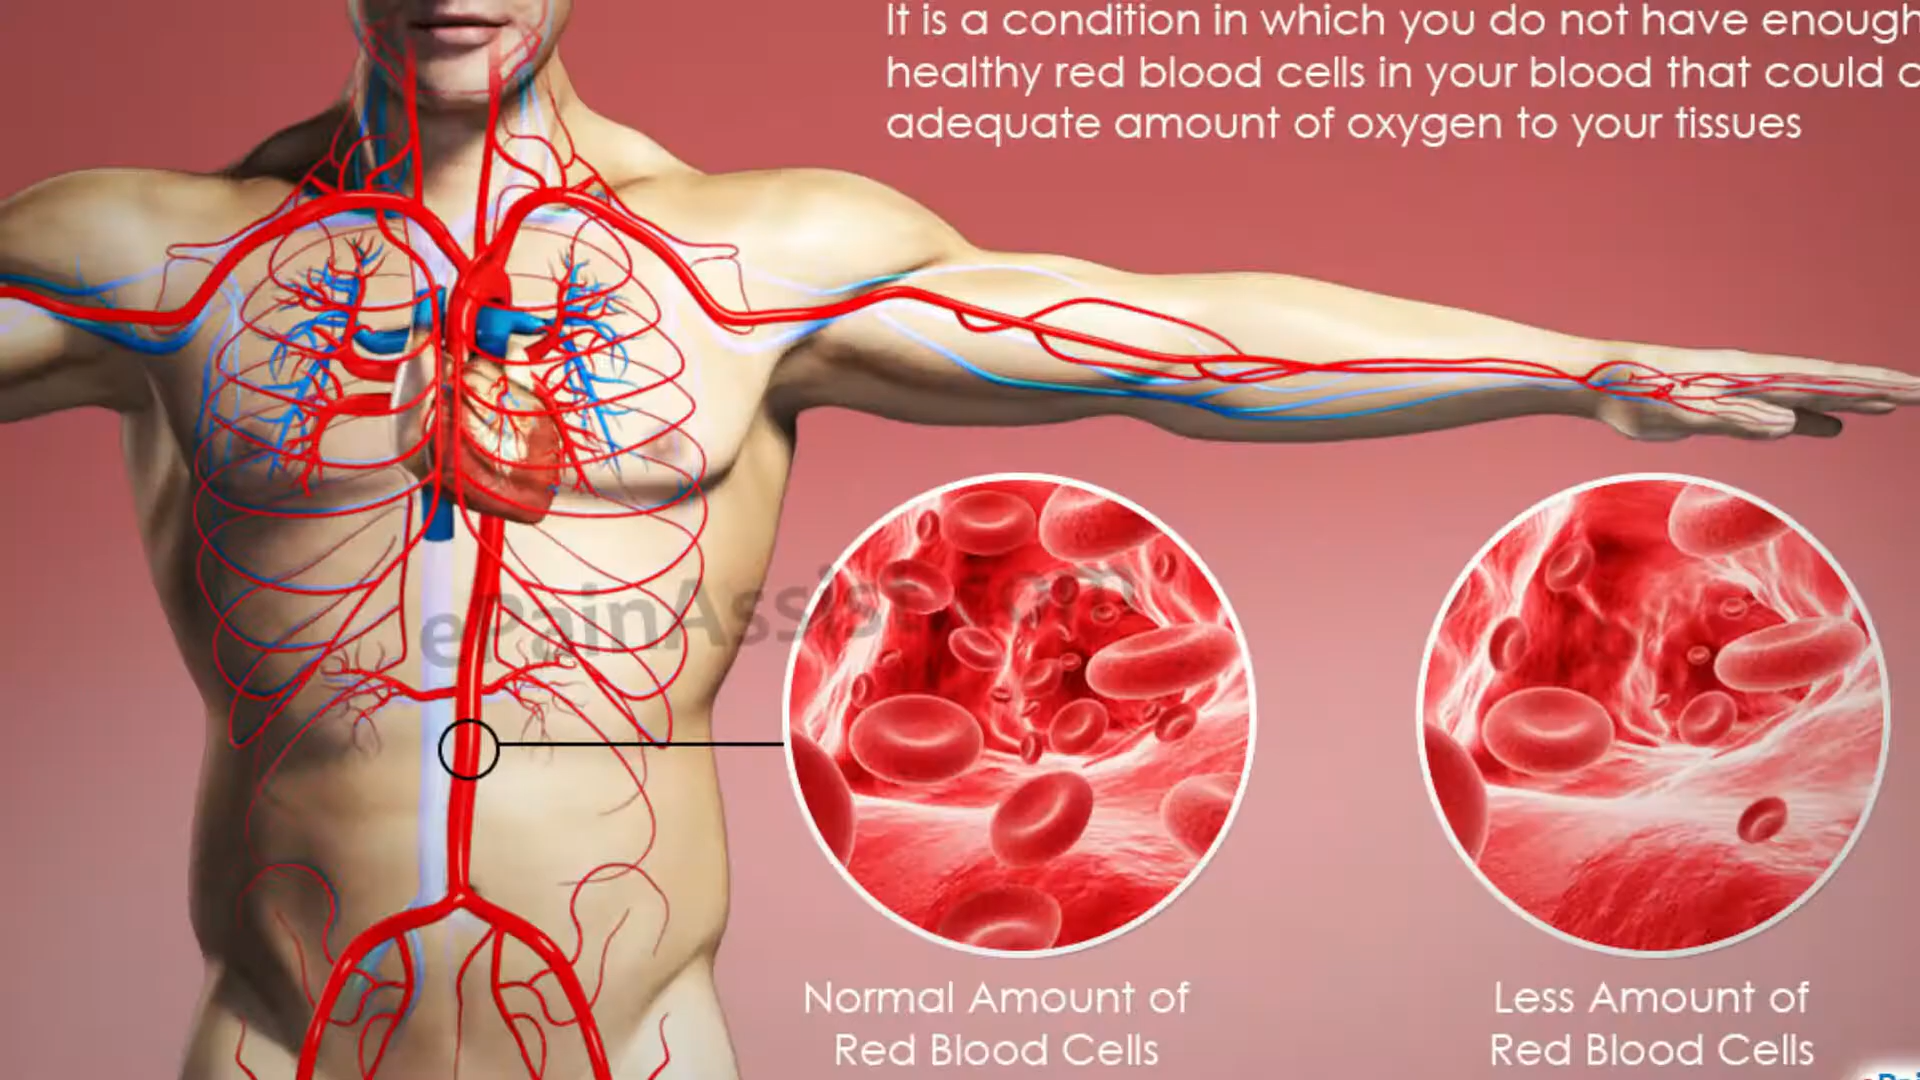 It is a condition in which you do not have enough
healthy red blood cells in your blood that could
adequate amount of oxygen to your tissues
ePainAssist.com
Normal Amount of
Red Blood Cells
Less Amount of
Red Blood Cells